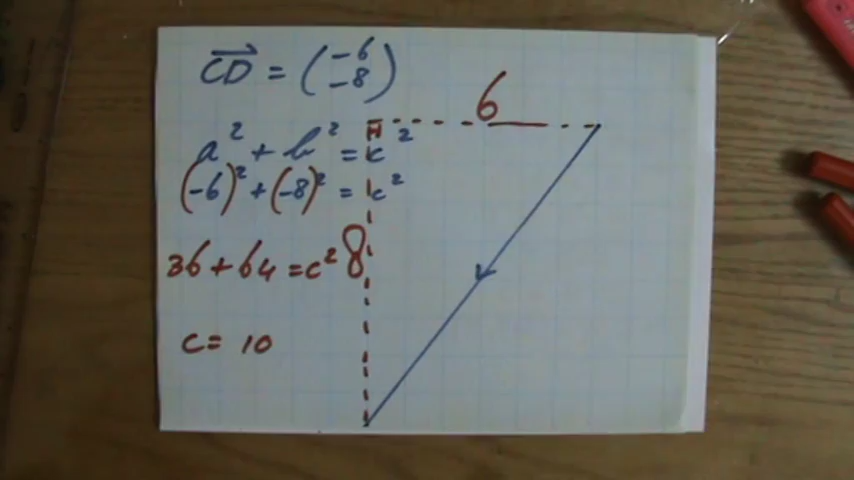 CD = (-6
-8)
6
a² + b² = c²
(-6)² + (-8)² = c²
36 + 64 = c²
8
c = 10